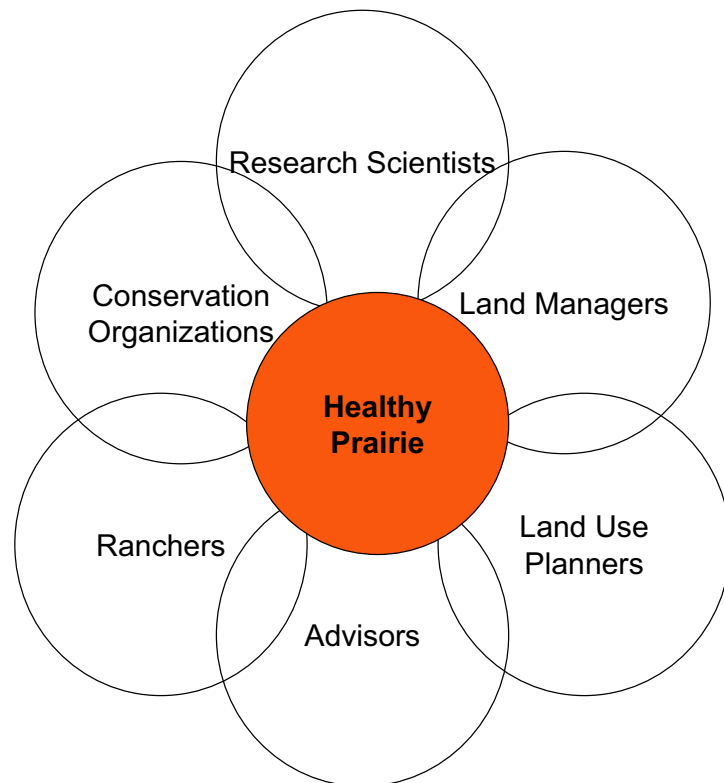 Research Scientists
Conservation
Organizations
Land Managers
Healthy
Prairie
Ranchers
Land Use
Planners
Advisors